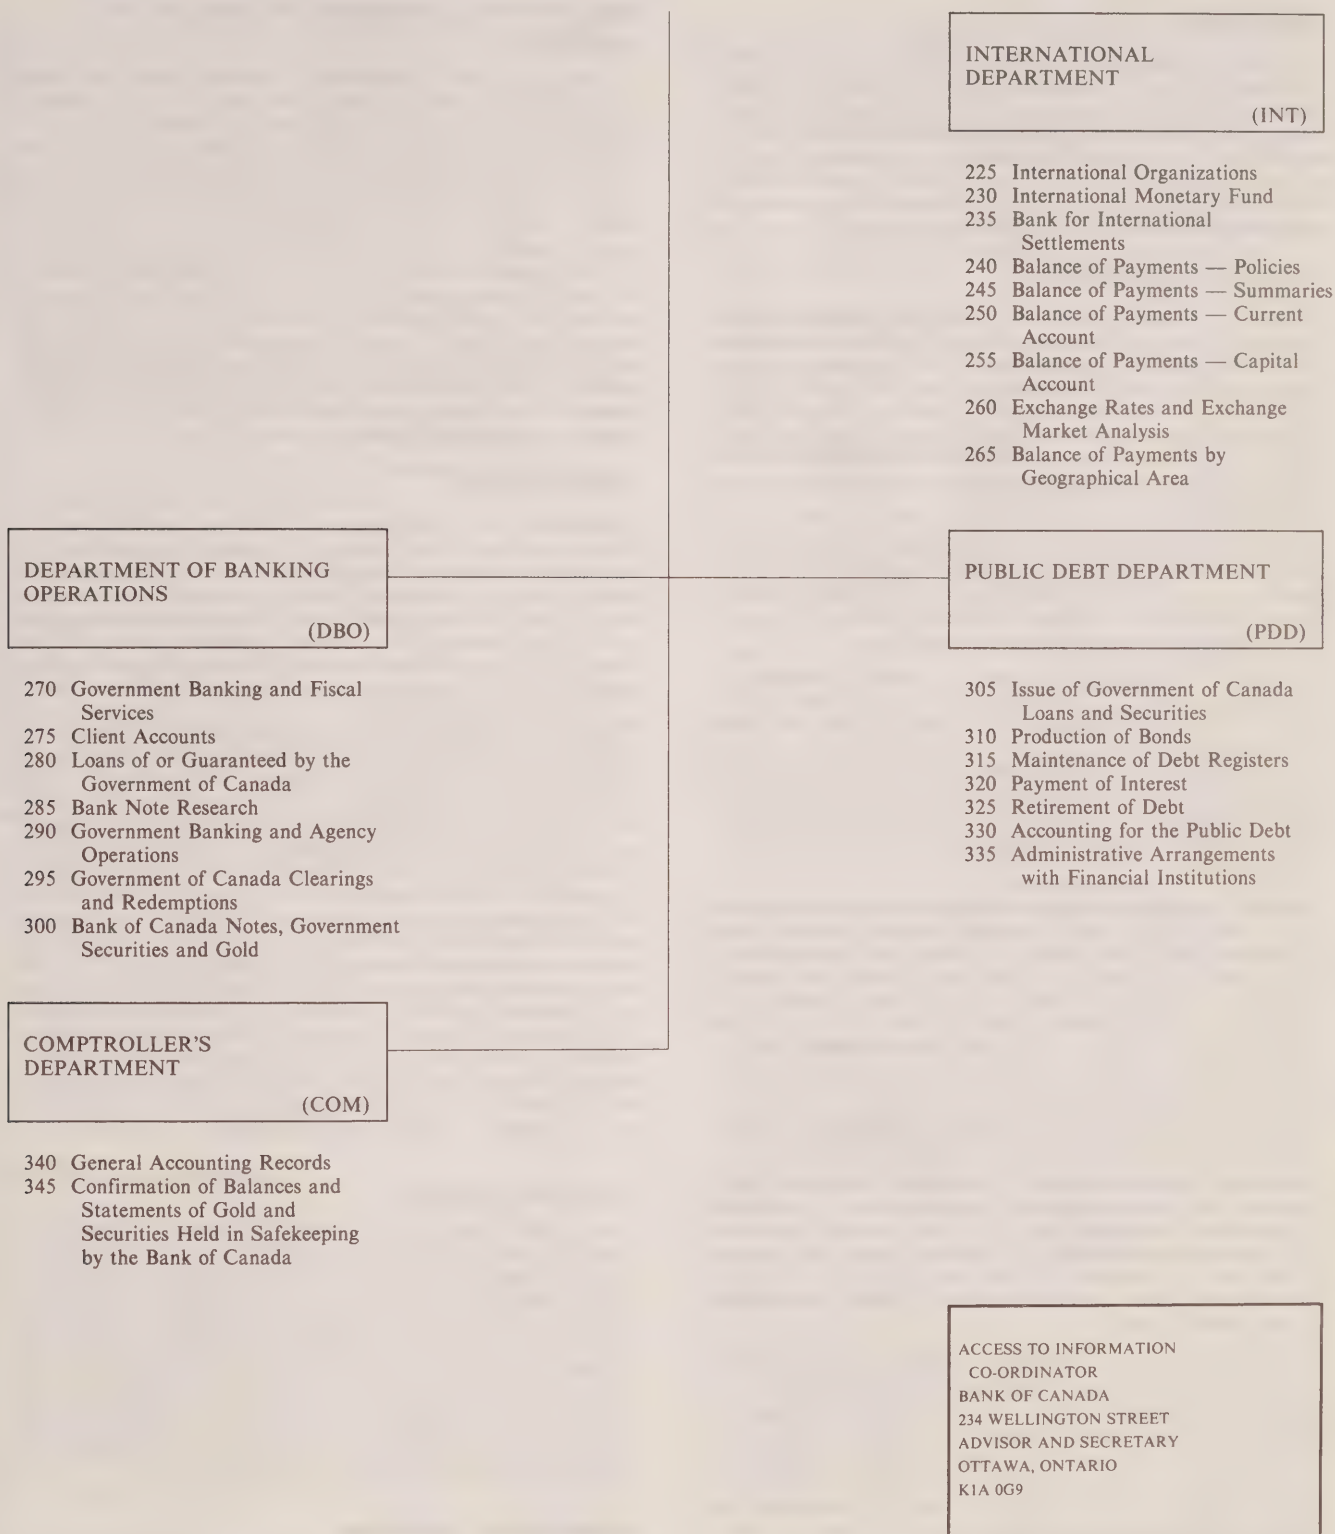 INTERNATIONAL
DEPARTMENT
(INT)
225 International Organizations
230 International Monetary Fund
235 Bank for International
Settlements
240 Balance of Payments — Policies
245 Balance of Payments — Summaries
250 Balance of Payments — Current
Account
255 Balance of Payments — Capital
Account
260 Exchange Rates and Exchange
Market Analysis
265 Balance of Payments by
Geographical Area
DEPARTMENT OF BANKING
OPERATIONS
(DBO)
270 Government Banking and Fiscal
Services
275 Client Accounts
280 Loans of or Guaranteed by the
Government of Canada
285 Bank Note Research
290 Government Banking and Agency
Operations
295 Government of Canada Clearings
and Redemptions
300 Bank of Canada Notes, Government
Securities and Gold
PUBLIC DEBT DEPARTMENT
(PDD)
305 Issue of Government of Canada
Loans and Securities
310 Production of Bonds
315 Maintenance of Debt Registers
320 Payment of Interest
325 Retirement of Debt
330 Accounting for the Public Debt
335 Administrative Arrangements
with Financial Institutions
COMPTROLLER'S
DEPARTMENT
(COM)
340 General Accounting Records
345 Confirmation of Balances and
Statements of Gold and
Securities Held in Safekeeping
by the Bank of Canada
ACCESS TO INFORMATION
CO-ORDINATOR
BANK OF CANADA
234 WELLINGTON STREET
ADVISOR AND SECRETARY
OTTAWA, ONTARIO
K1A 0G9